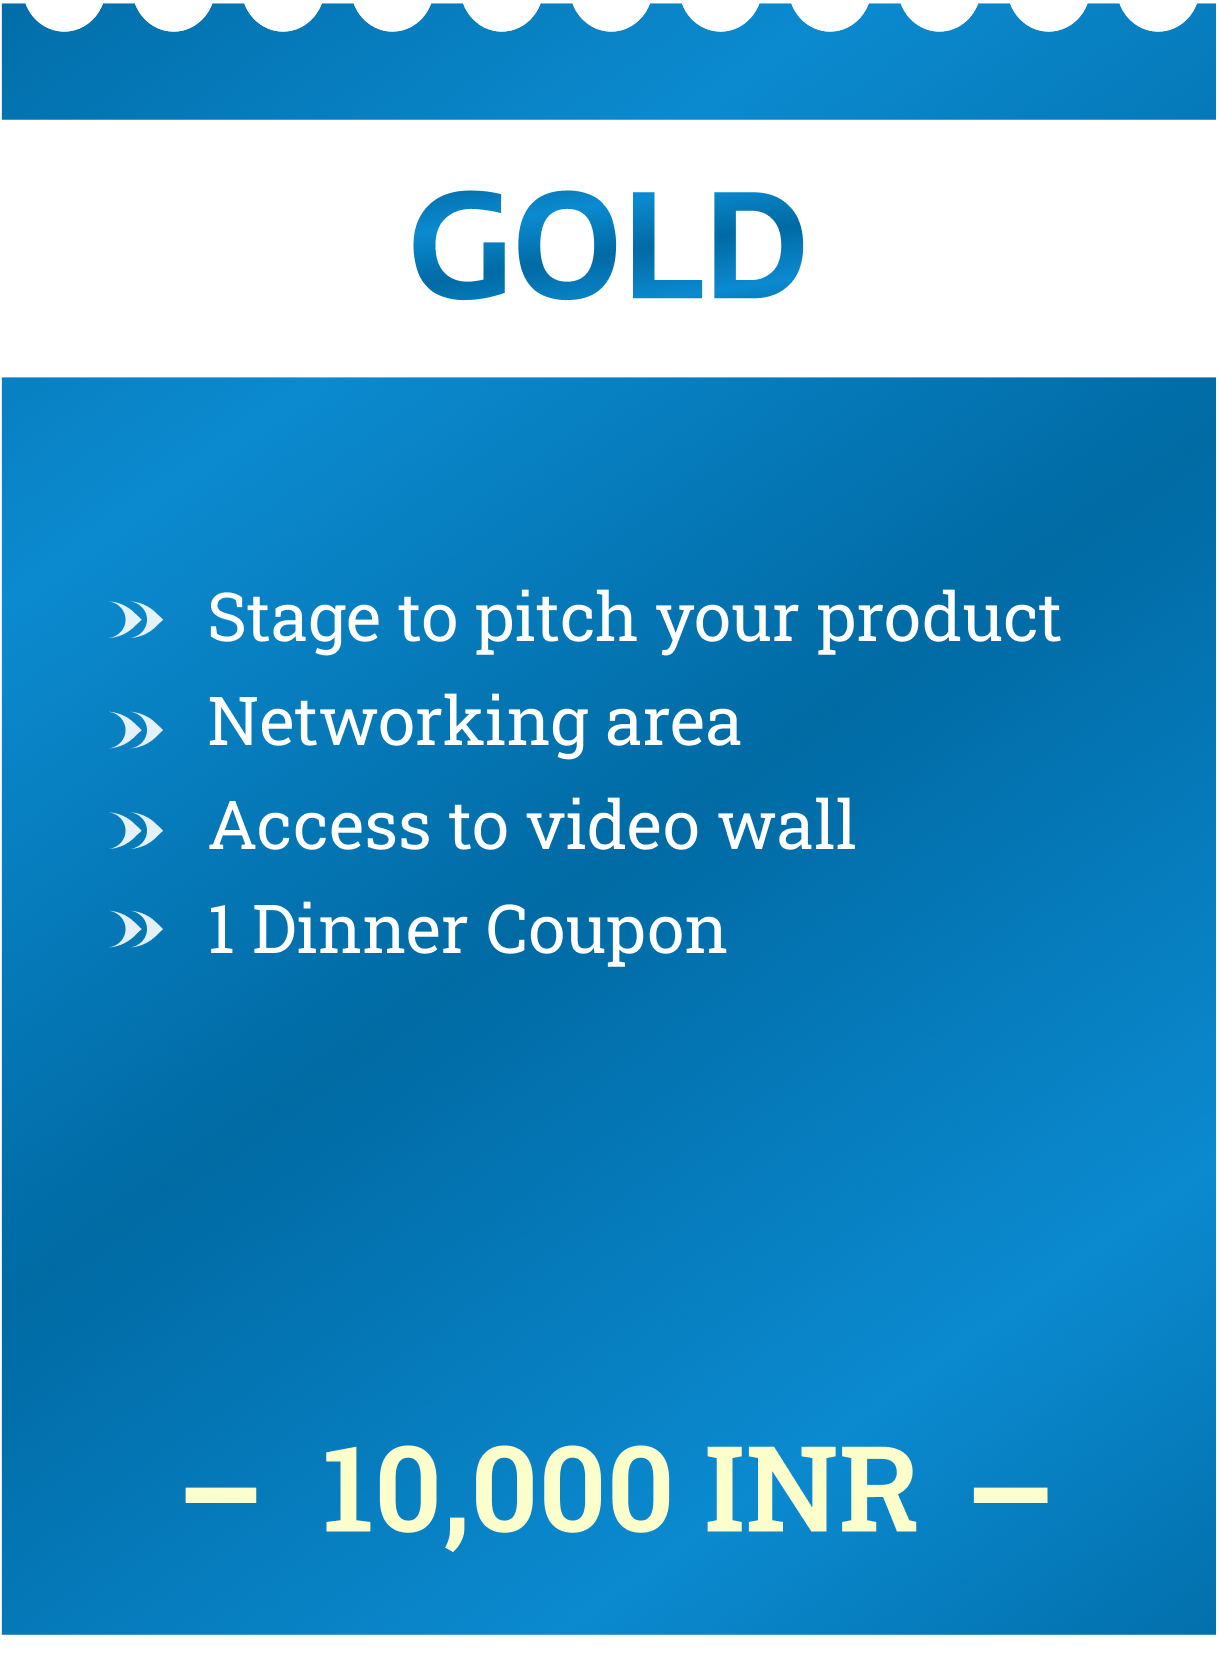 GOLD
Stage to pitch your product
Networking area
Access to video wall
1 Dinner Coupon
– 10,000 INR –